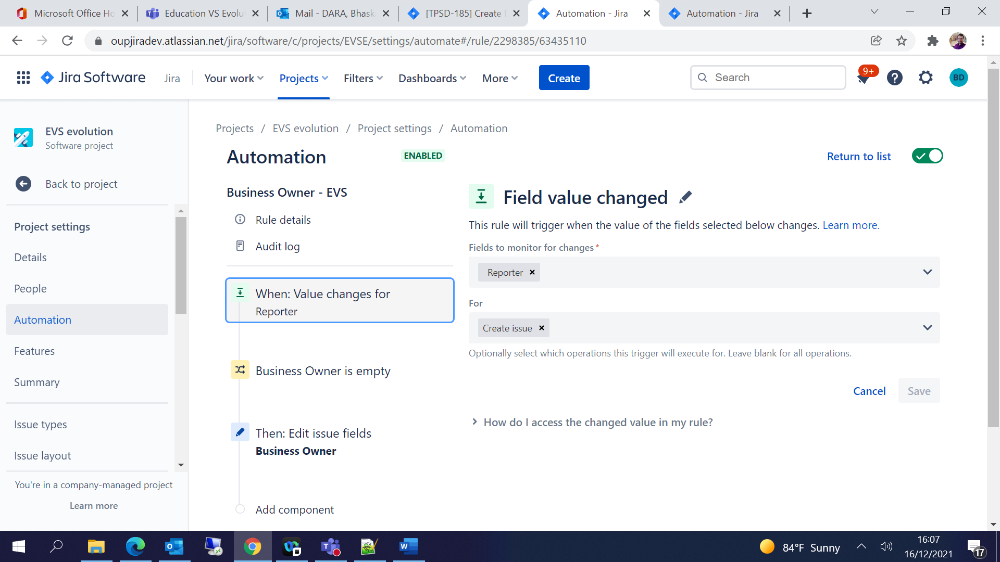 Microsoft Office Ho
Education VS Evolu
Mail - DARA, Bhask
[TPSD-185] Create
Automation - Jira
Automation - Jira
oupjiradev.atlassian.net/jira/software/c/projects/EVSE/settings/automate#/rule/2298385/63435110
Jira Software
Jira
Your work
Projects
Filters
Dashboards
More
Create
Search
9+
BD
EVS evolution
Software project
Back to project
Project settings
Details
People
Automation
Features
Summary
Issue types
Issue layout
You're in a company-managed project
Learn more
Projects / EVS evolution / Project settings / Automation
Automation
ENABLED
Return to list
Business Owner - EVS
Rule details
Audit log
When: Value changes for
Reporter
Business Owner is empty
Then: Edit issue fields
Business Owner
Add component
Field value changed
This rule will trigger when the value of the fields selected below changes. Learn more.
Fields to monitor for changes*
Reporter
For
Create issue
Optionally select which operations this trigger will execute for. Leave blank for all operations.
Cancel
Save
How do I access the changed value in my rule?
84°F Sunny
16:07
16/12/2021
17